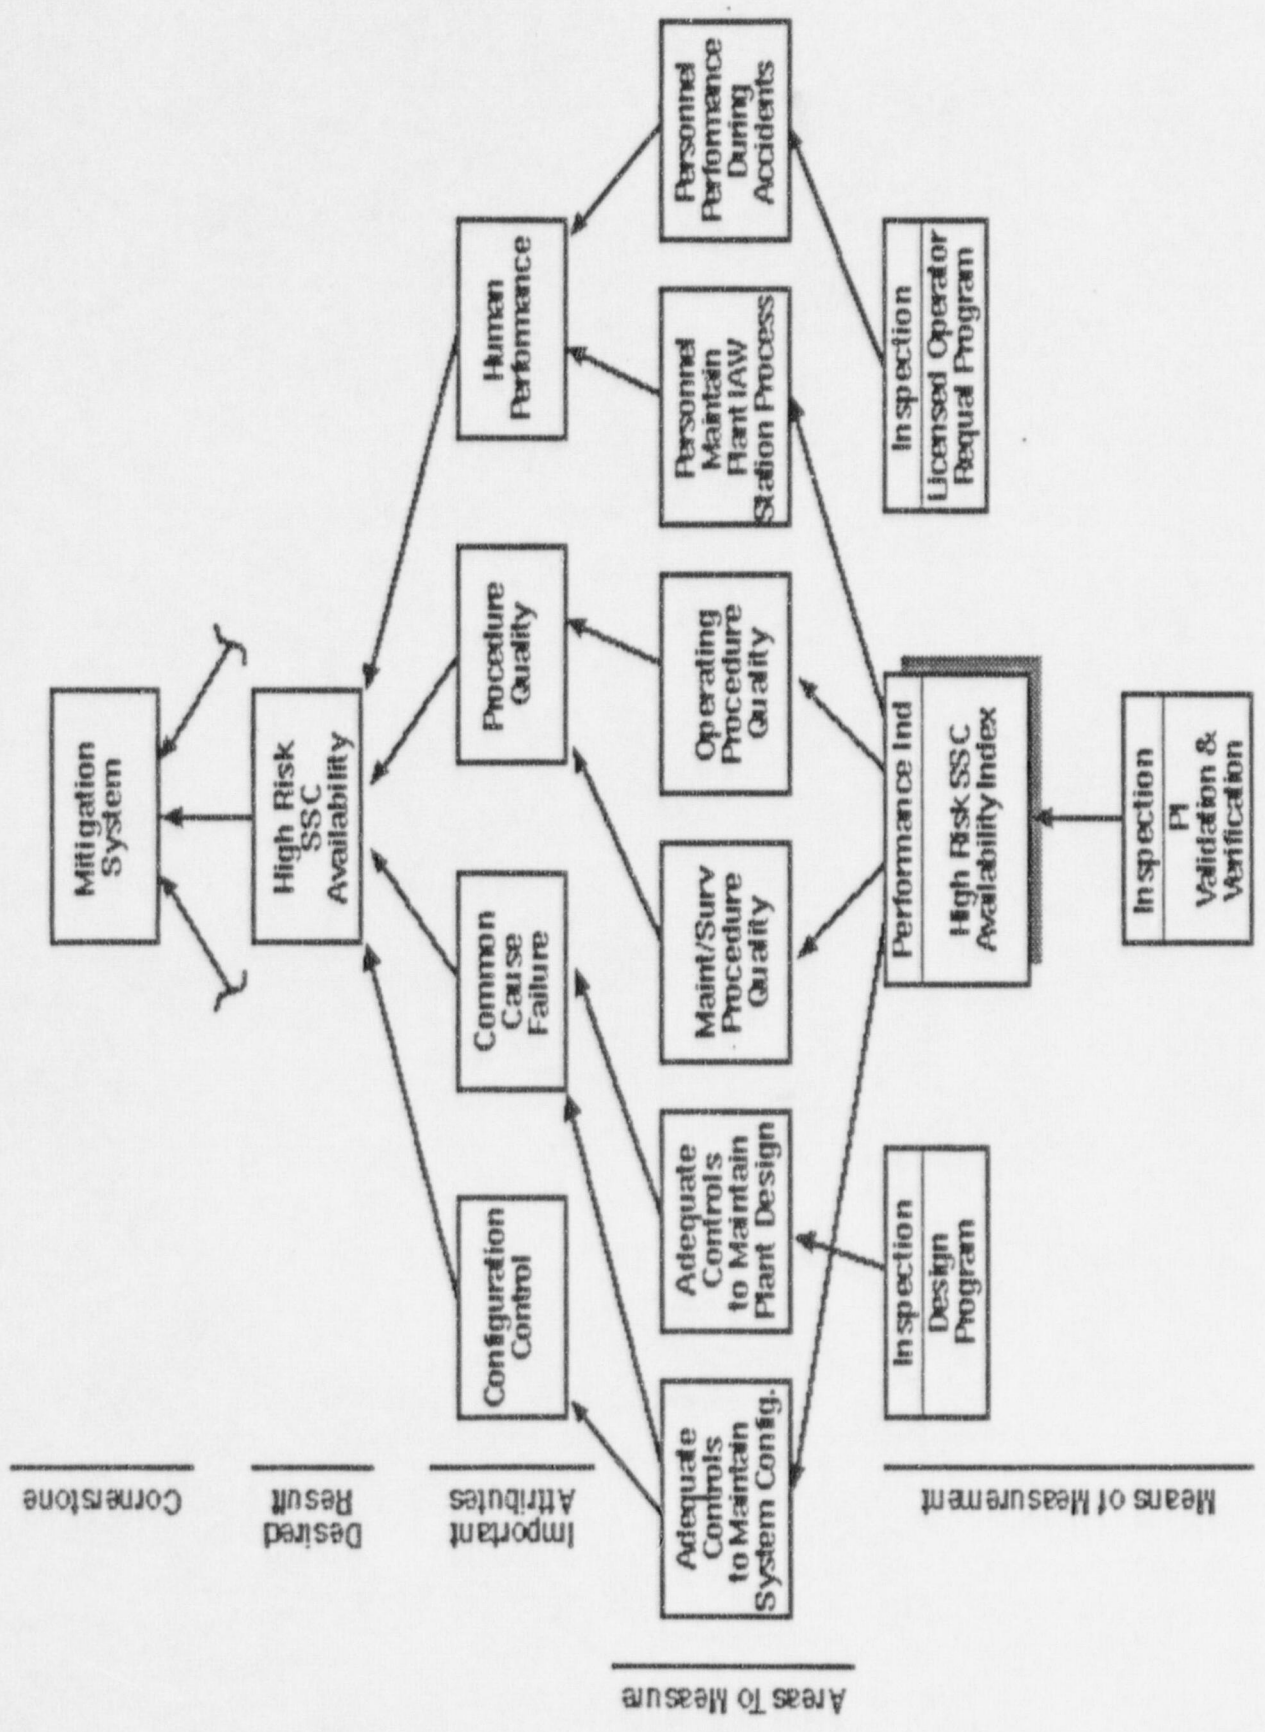 Cornerstone
Mitigation
System
Desired
Result
High Risk
SSC
Availability
Important
Attributes
Configuration
Control
Common
Cause
Failure
Procedure
Quality
Human
Performance
Areas To Measure
Adequate
Controls
to Maintain
System Config.
Adequate
Controls
to Maintain
Plant Design
Maint/Surv
Procedure
Quality
Operating
Procedure
Quality
Personnel
Maintain
Plant IAW
Station Process
Personnel
Performance
During
Accidents
Means of Measurement
Inspection
Design
Program
Performance Ind
High Risk SSC
Availability Index
Inspection
Licensed Operator
Requal Program
Inspection
PI
Validation &
Verification